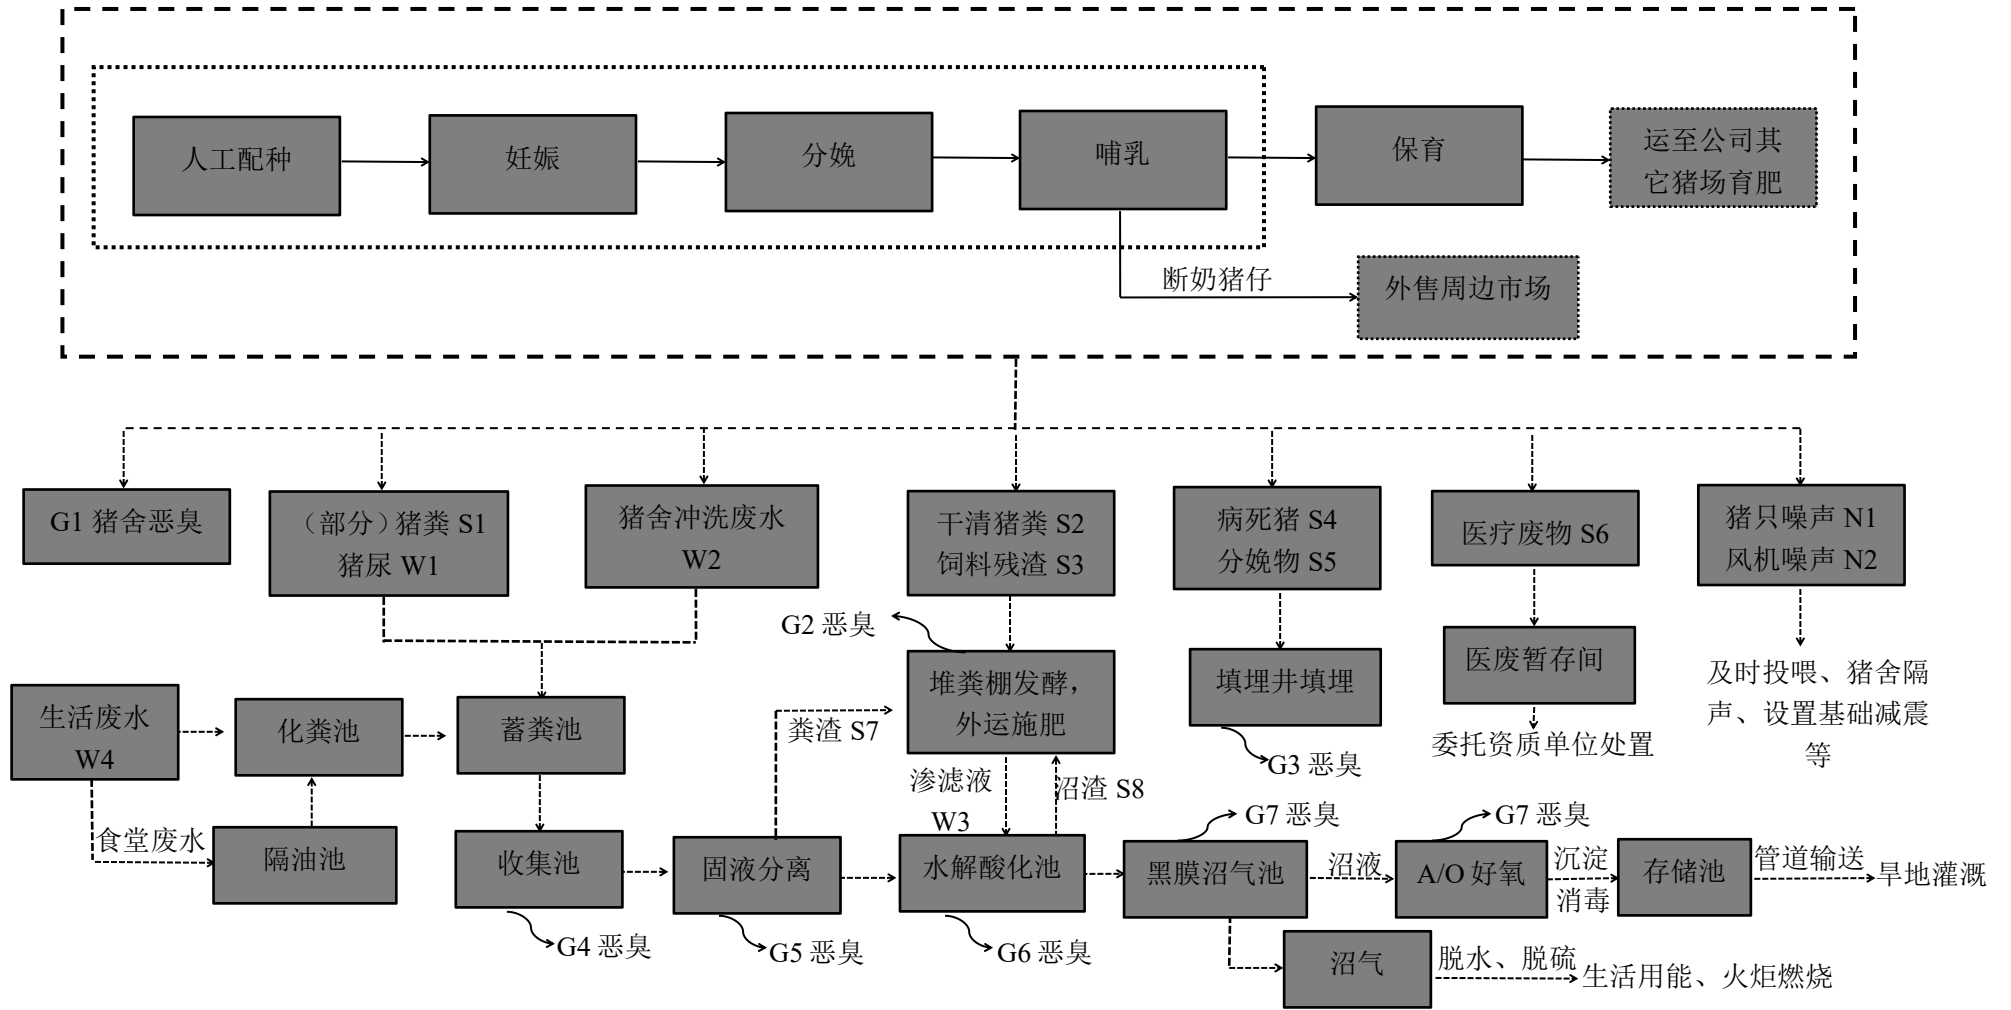 人工配种
妊娠
分娩
哺乳
保育
运至公司其
它猪场育肥
断奶猪仔
外售周边市场
G1 猪舍恶臭
（部分）猪粪 S1
猪尿 W1
猪舍冲洗废水
W2
干清猪粪 S2
饲料残渣 S3
病死猪 S4
分娩物 S5
医疗废物 S6
猪只噪声 N1
风机噪声 N2
G2 恶臭
堆粪棚发酵，
外运施肥
填埋井填埋
医废暂存间
及时投喂、猪舍隔
声、设置基础减震
等
生活废水
W4
化粪池
蓄粪池
粪渣 S7
委托资质单位处置
G3 恶臭
渗滤液
W3
沼渣 S8
食堂废水
隔油池
收集池
固液分离
水解酸化池
G7 恶臭
黑膜沼气池
沼液
G7 恶臭
A/O 好氧
沉淀
消毒
存储池
管道输送
旱地灌溉
G4 恶臭
G5 恶臭
G6 恶臭
沼气
脱水、脱硫
生活用能、火炬燃烧